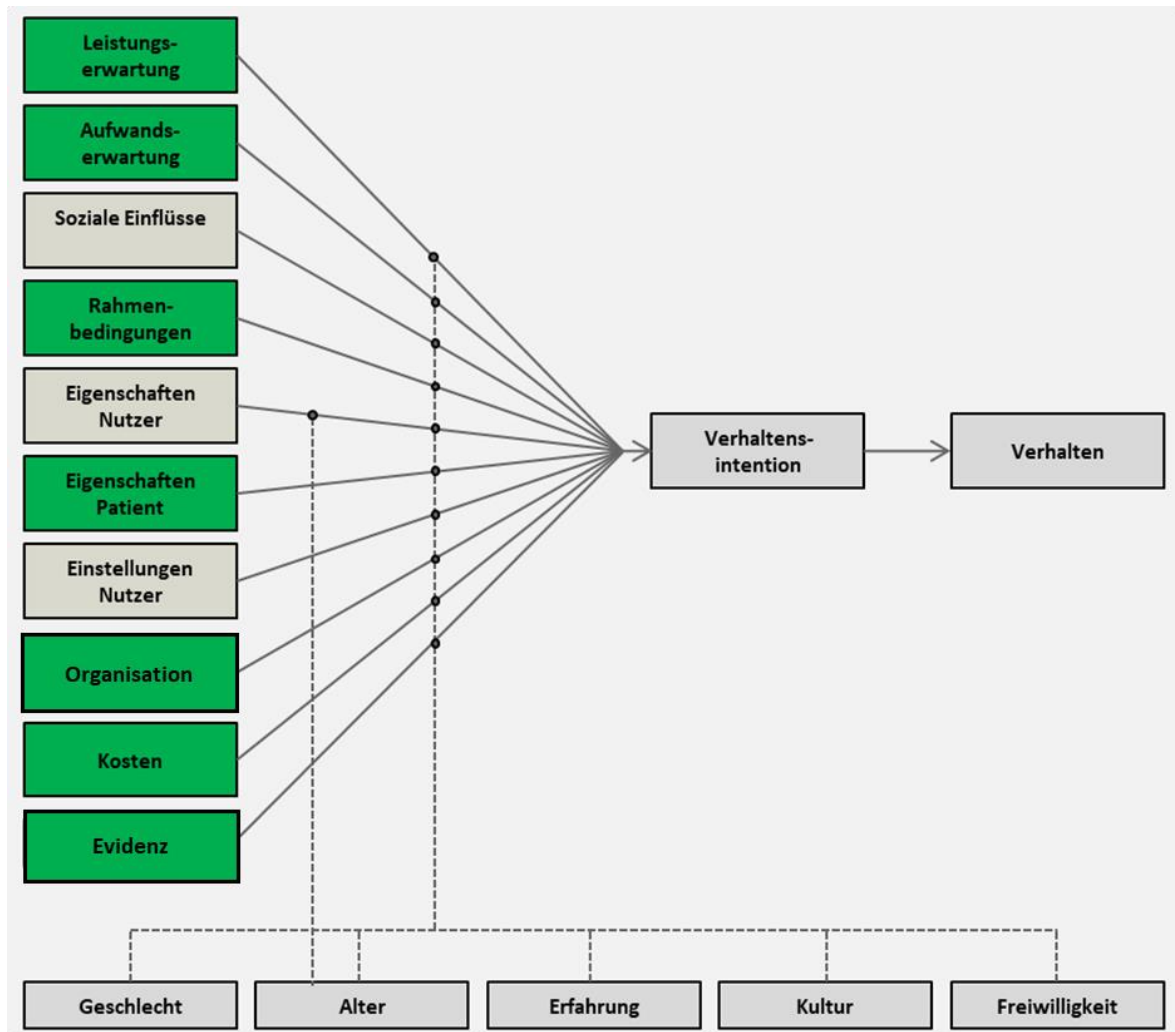 Leistungs-
erwartung
Aufwands-
erwartung
Soziale Einflüsse
Rahmen-
bedingungen
Eigenschaften
Nutzer
Eigenschaften
Patient
Einstellungen
Nutzer
Organisation
Kosten
Evidenz
Verhaltens-
intention
Verhalten
Geschlecht
Alter
Erfahrung
Kultur
Freiwilligkeit